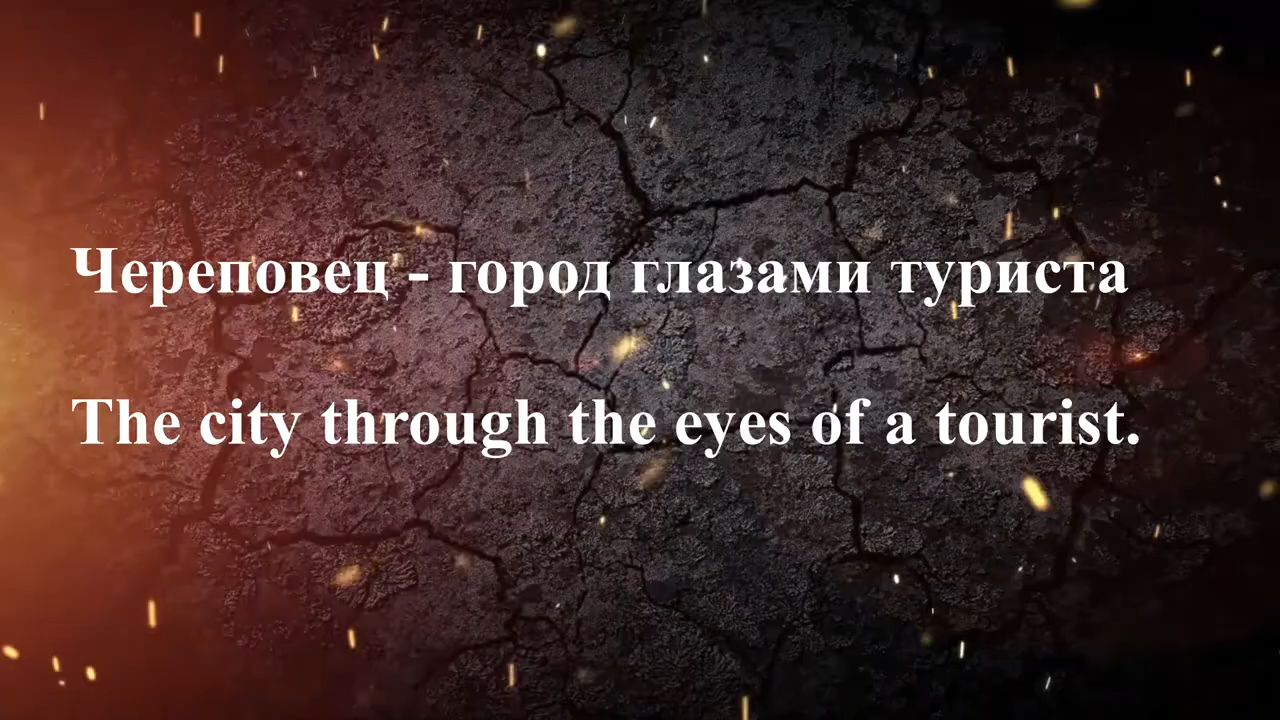 Череповец - город глазами туриста
The city through the eyes of a tourist.